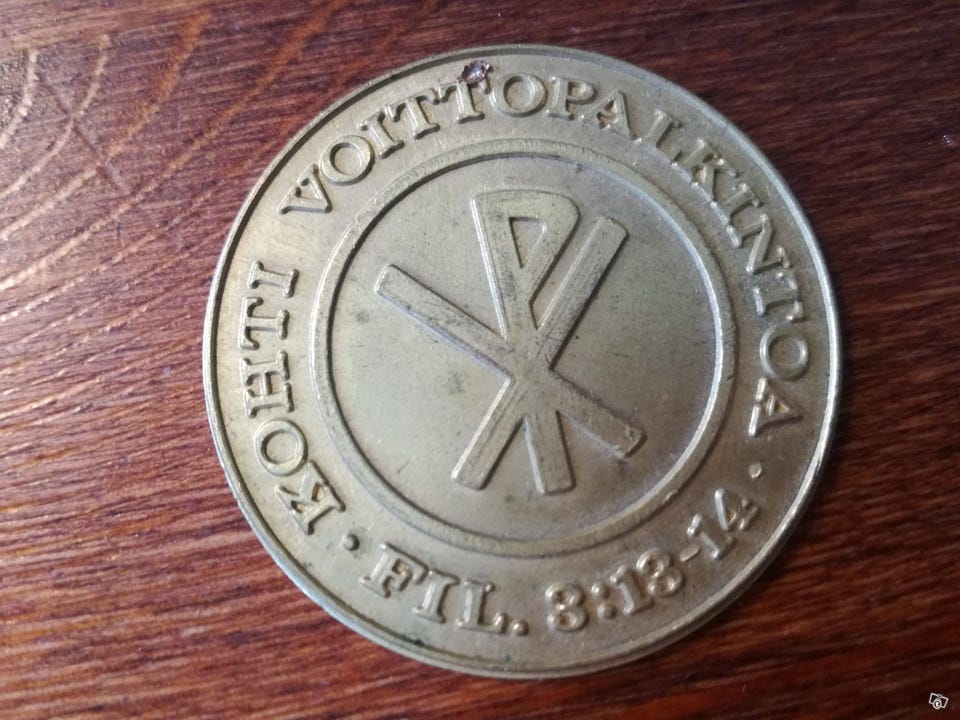 KOHTI VOITTOPALKINTOA
· FIL. 3:13-14 ·